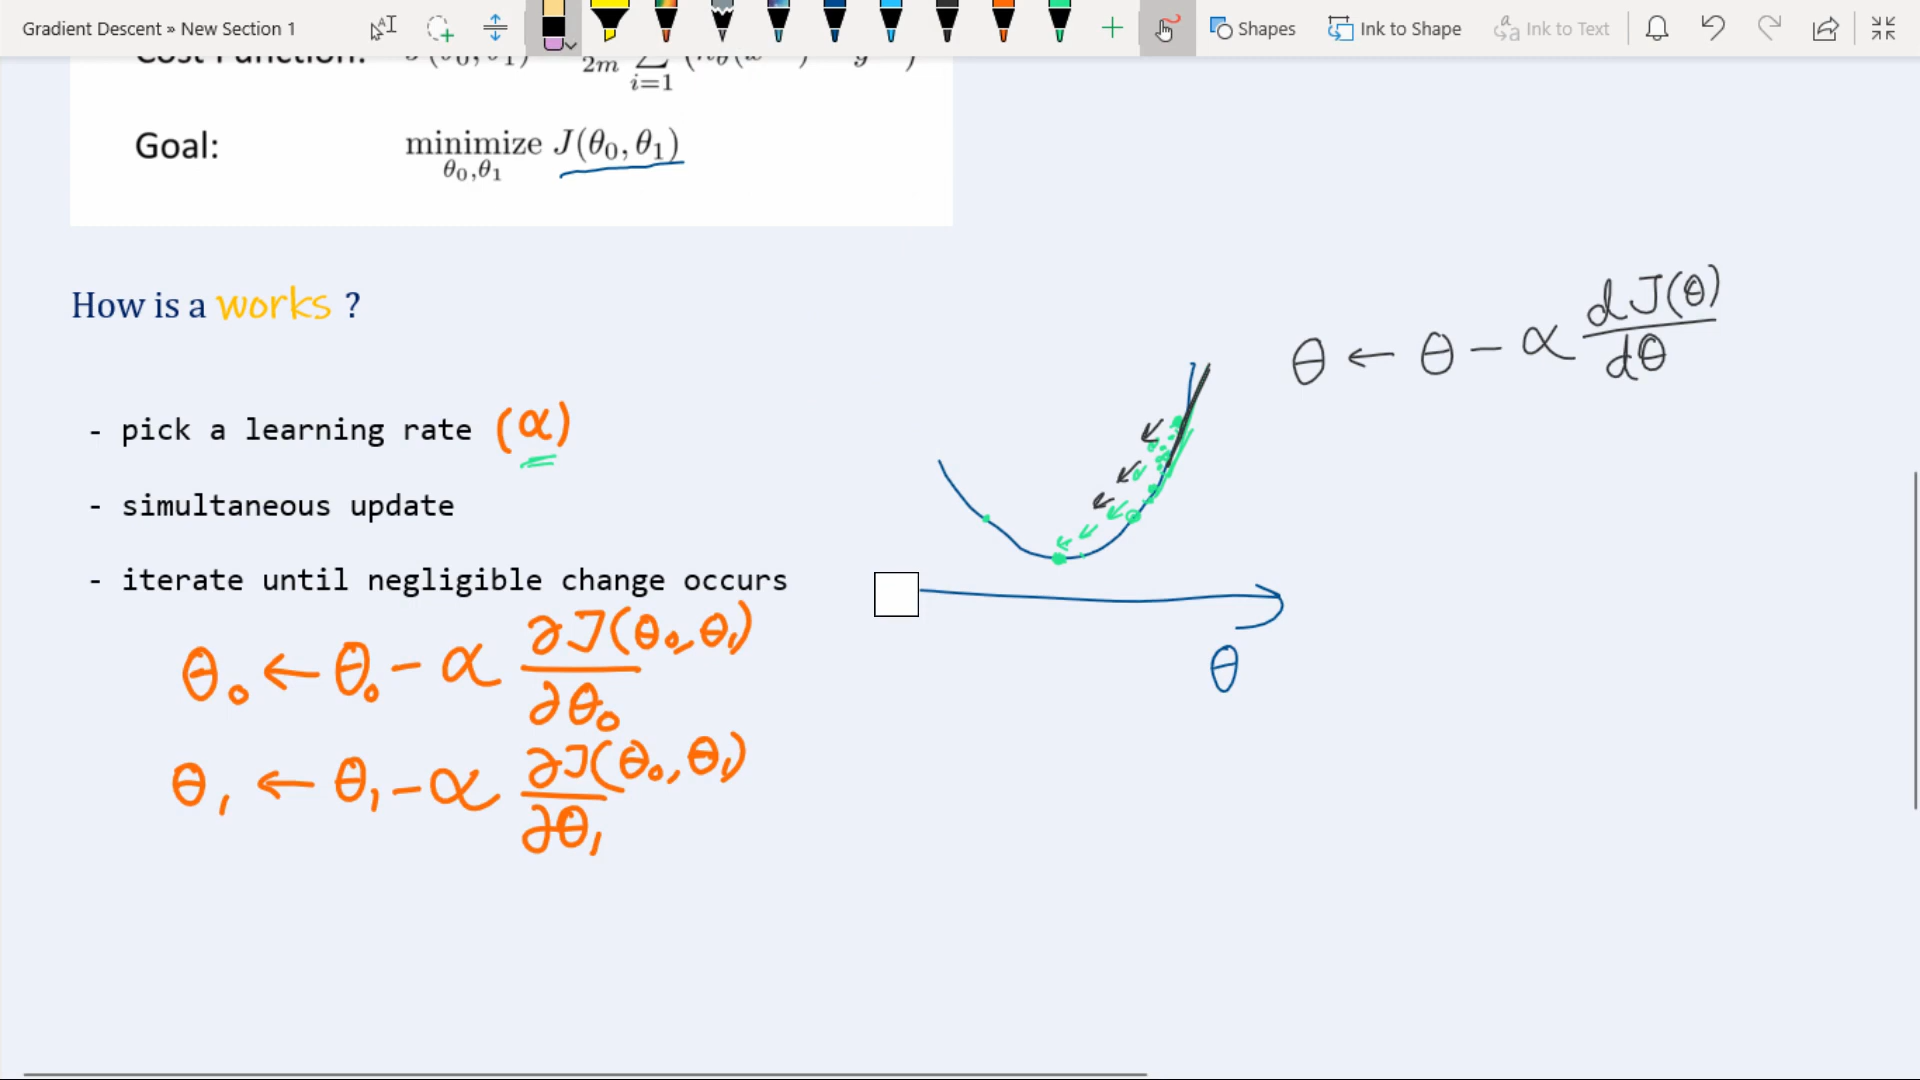 Gradient Descent » New Section 1
Shapes
Ink to Shape
Ink to Text
Cost Function:
2m
i=1
Goal: minimize J(θ₀, θ₁)
θ₀,θ₁
How is a works ?
- pick a learning rate (α)
- simultaneous update
- iterate until negligible change occurs
θ₀ ← θ₀ - α ∂J(θ₀, θ₁)
∂θ₀
θ₁ ← θ₁ - α ∂J(θ₀, θ₁)
∂θ₁
θ ← θ - α dJ(θ)
dθ
θ